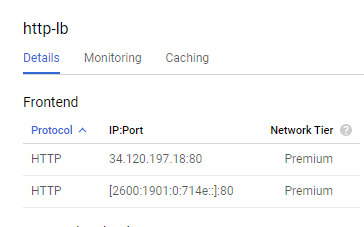 http-lb
Details Monitoring Caching
Frontend
Protocol IP:Port Network Tier ?
HTTP 34.120.197.18:80 Premium
HTTP [2600:1901:0:714e::]:80 Premium